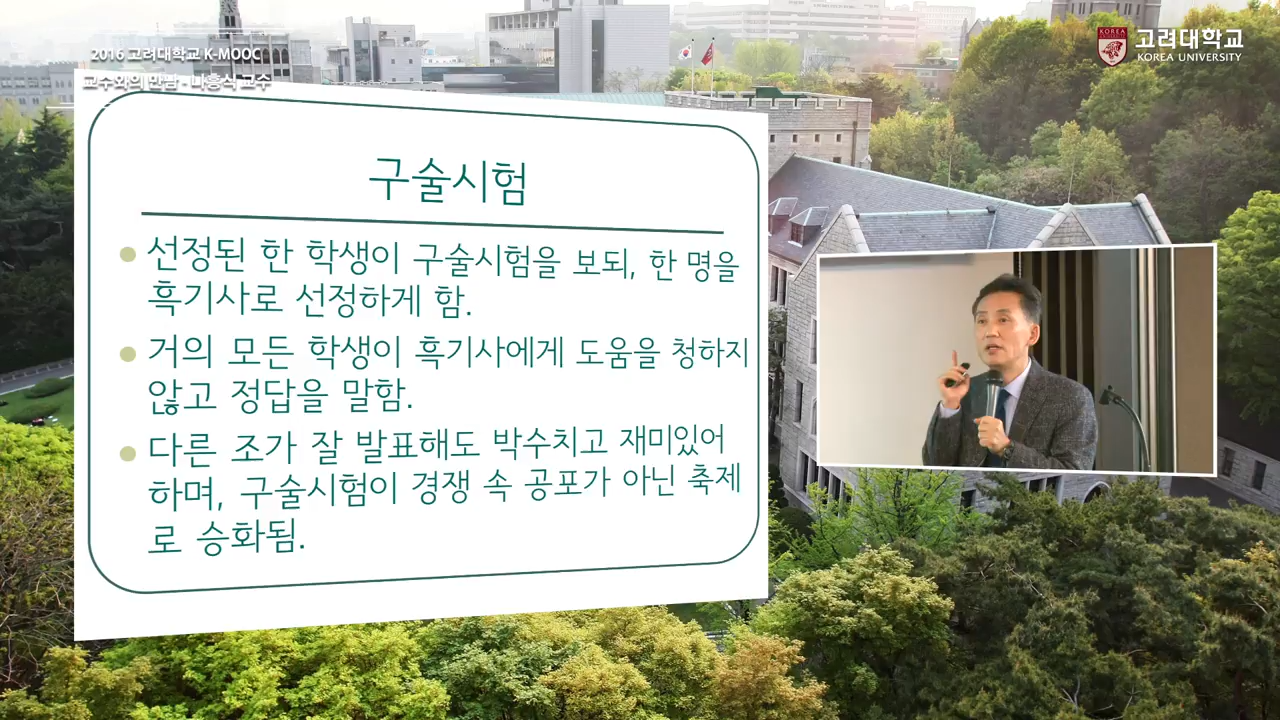 2016 고려대학교 K-MOOC
교수와의 만남 - 나흥식 교수
KOREA
고려대학교
KOREA UNIVERSITY
구술시험
선정된 한 학생이 구술시험을 보되, 한 명을
흑기사로 선정하게 함.
거의 모든 학생이 흑기사에게 도움을 청하지
않고 정답을 말함.
다른 조가 잘 발표해도 박수치고 재미있어
하며, 구술시험이 경쟁 속 공포가 아닌 축제
로 승화됨.